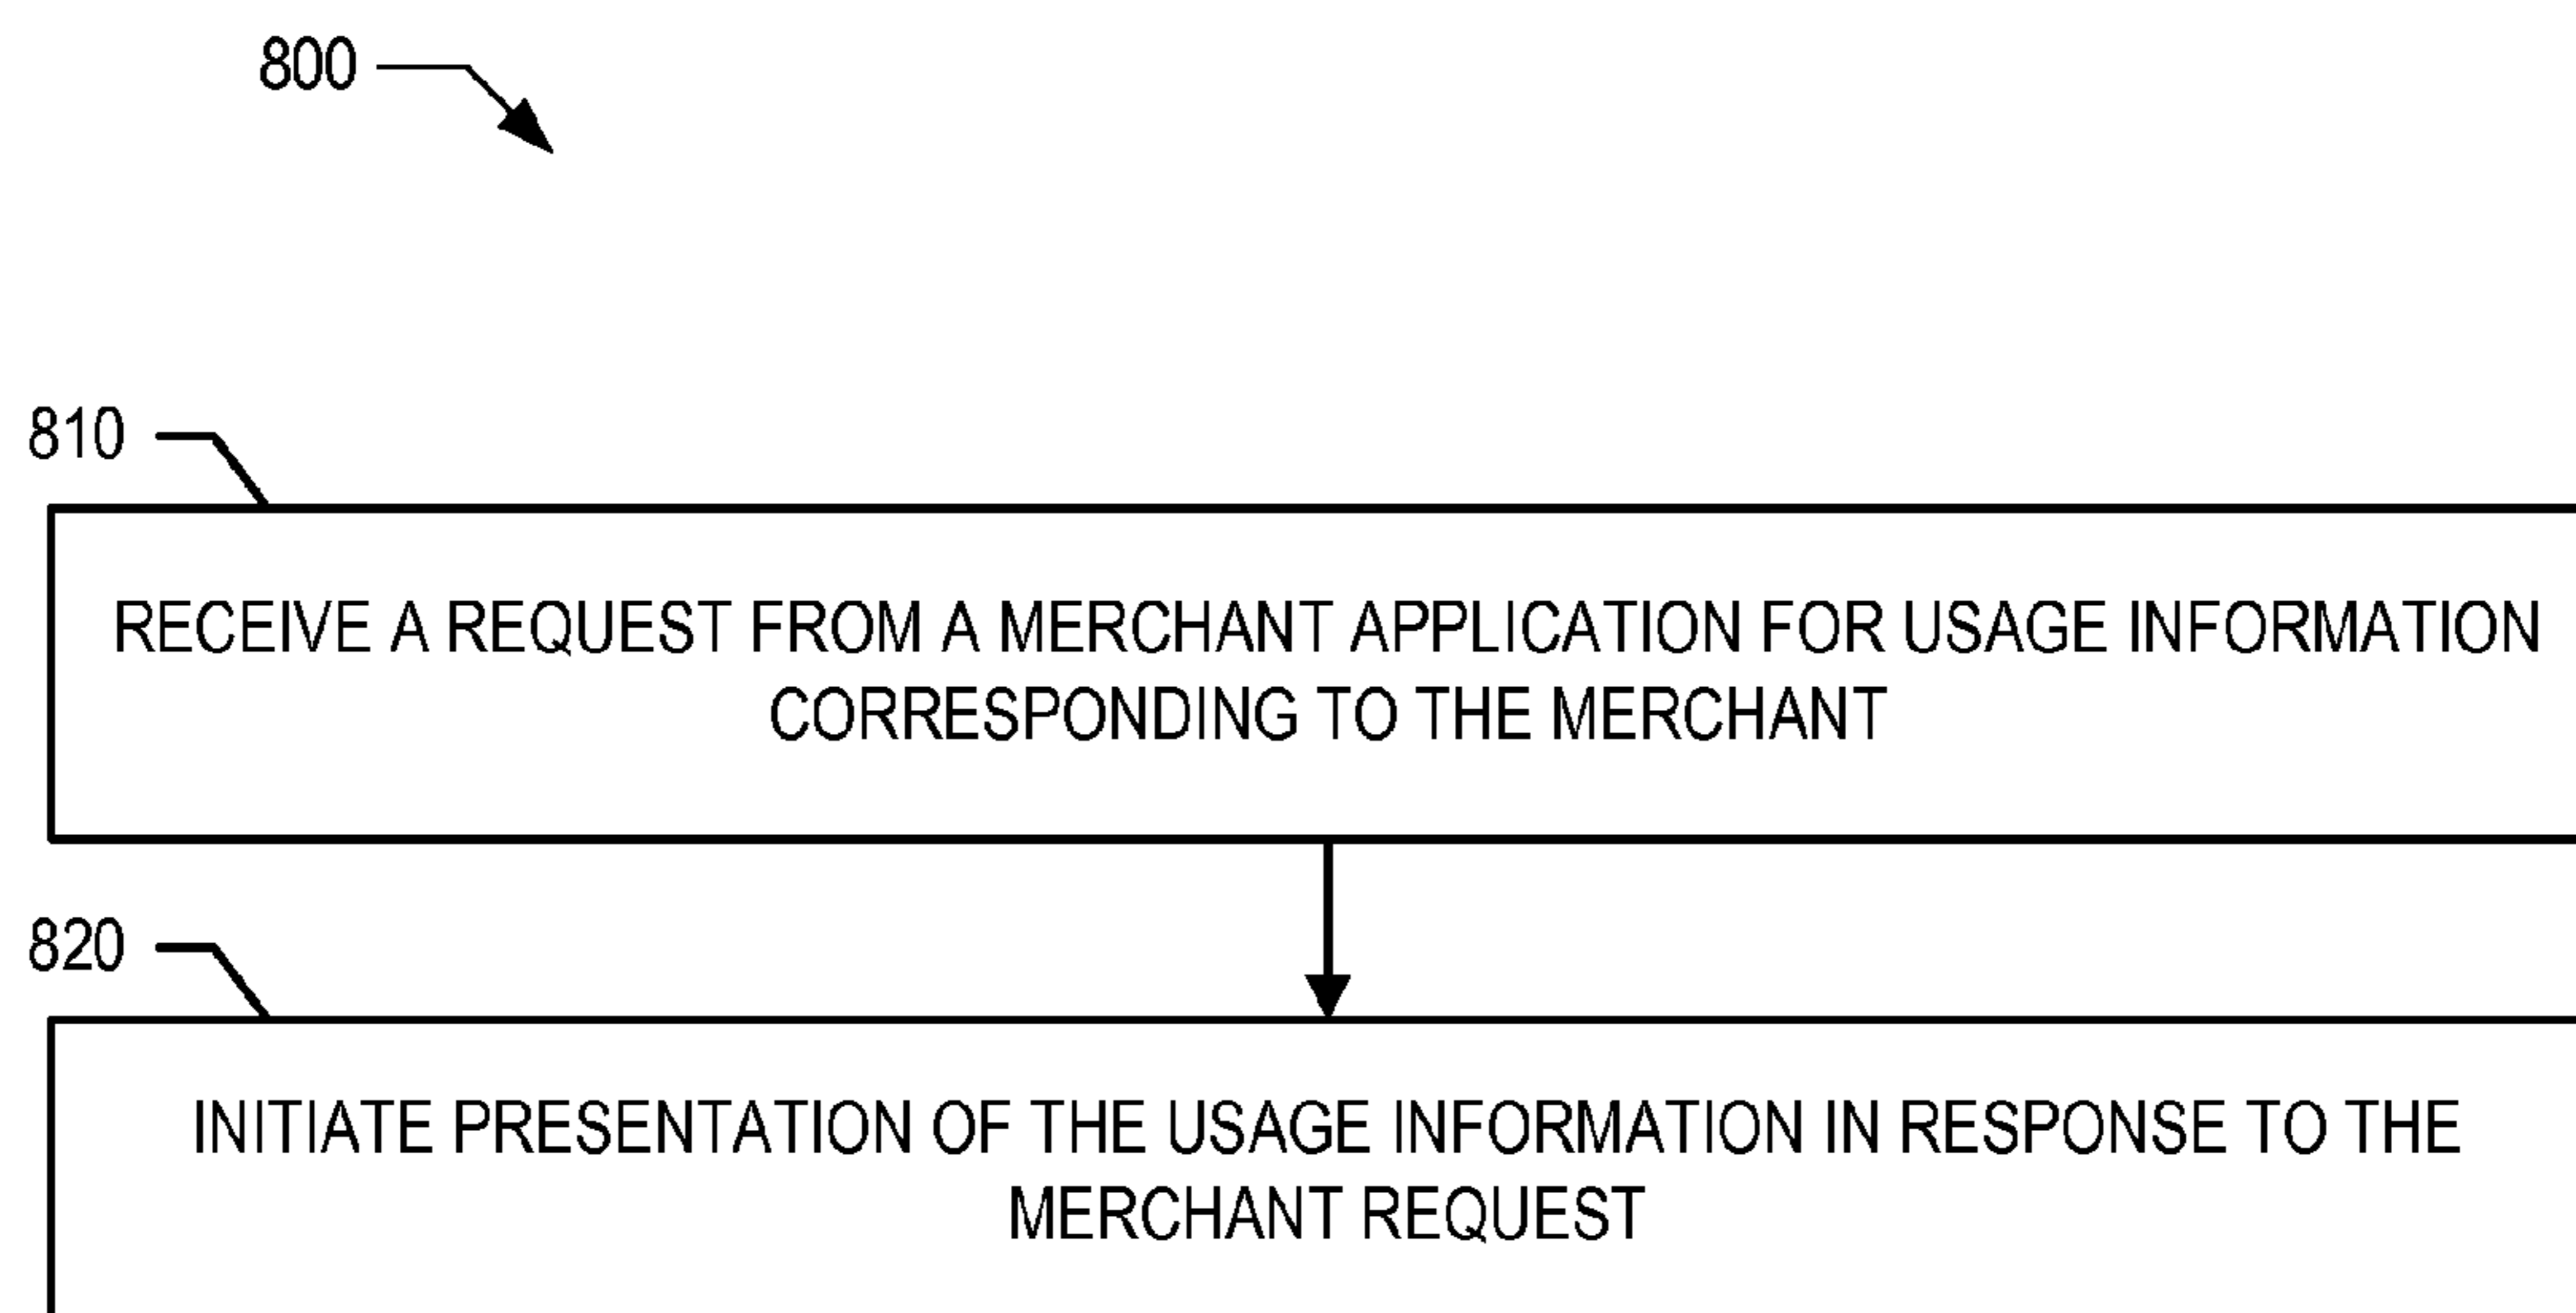 800
810
RECEIVE A REQUEST FROM A MERCHANT APPLICATION FOR USAGE INFORMATION
CORRESPONDING TO THE MERCHANT
820
INITIATE PRESENTATION OF THE USAGE INFORMATION IN RESPONSE TO THE
MERCHANT REQUEST